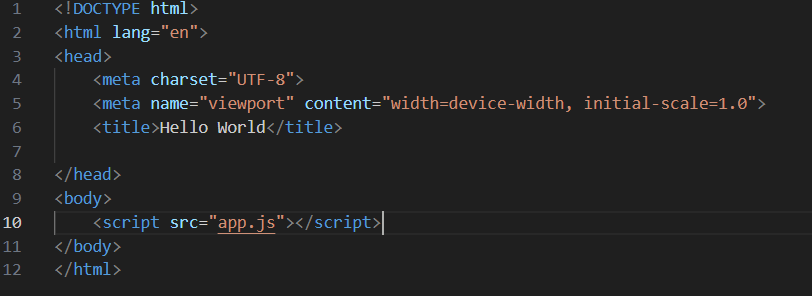 1 <!DOCTYPE html>
2 <html lang="en">
3 <head>
4     <meta charset="UTF-8">
5     <meta name="viewport" content="width=device-width, initial-scale=1.0">
6     <title>Hello World</title>
7
8 </head>
9 <body>
10     <script src="app.js"></script>
11 </body>
12 </html>